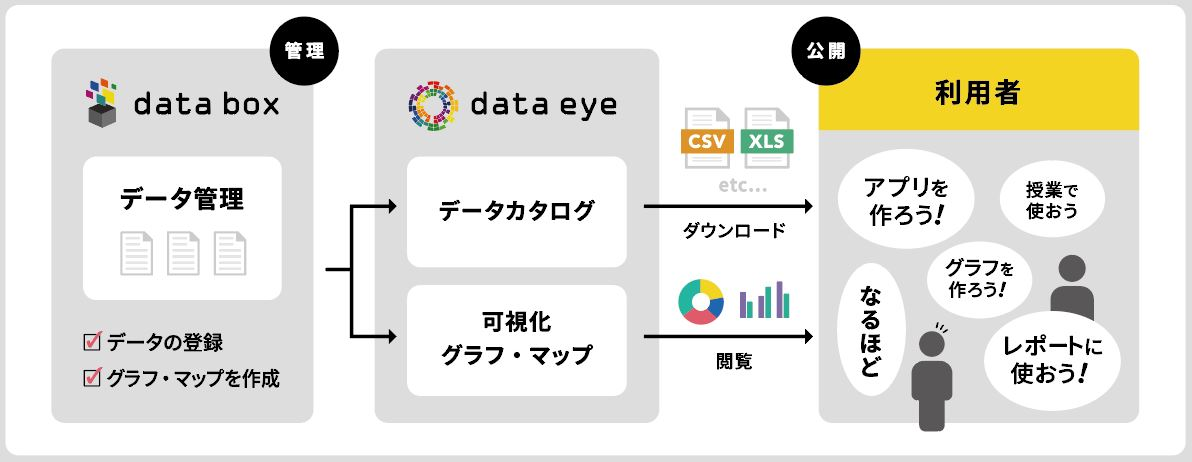 管理
data box
データ管理
データの登録
グラフ・マップを作成
data eye
データカタログ
可視化
グラフ・マップ
CSV
XLS
etc...
ダウンロード
閲覧
公開
利用者
アプリを
作ろう!
授業で
使おう
グラフを
作ろう!
なるほど
レポートに
使おう!